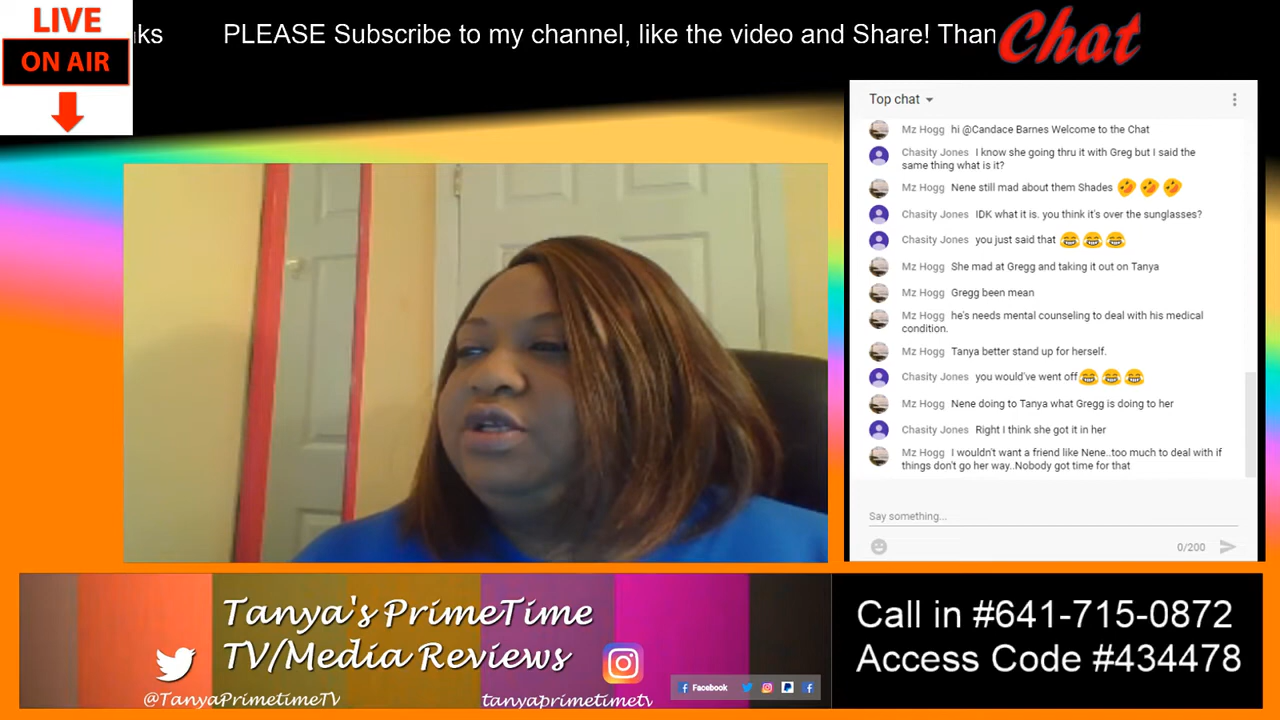 LIVE
ON AIR
ks PLEASE Subscribe to my channel, like the video and Share! Than
Chat
Top chat
Mz Hogg hi @Candace Barnes Welcome to the Chat
Chasity Jones I know she going thru it with Greg but I said the
same thing what is it?
Mz Hogg Nene still mad about them Shades 🤣 🤣 🤣
Chasity Jones IDK what it is. you think it's over the sunglasses?
Chasity Jones you just said that 😂 😂 😂
Mz Hogg She mad at Gregg and taking it out on Tanya
Mz Hogg Gregg been mean
Mz Hogg he's needs mental counseling to deal with his medical
condition.
Mz Hogg Tanya better stand up for herself.
Chasity Jones you would've went off 😂 😂 😂
Mz Hogg Nene doing to Tanya what Gregg is doing to her
Chasity Jones Right I think she got it in her
Mz Hogg I wouldn't want a friend like Nene..too much to deal with if
things don't go her way..Nobody got time for that
Say something...
0/200
Tanya's PrimeTime
TV/Media Reviews
@TanyaPrimetimeTV
tanyaprimetimetv
Facebook
Call in #641-715-0872
Access Code #434478